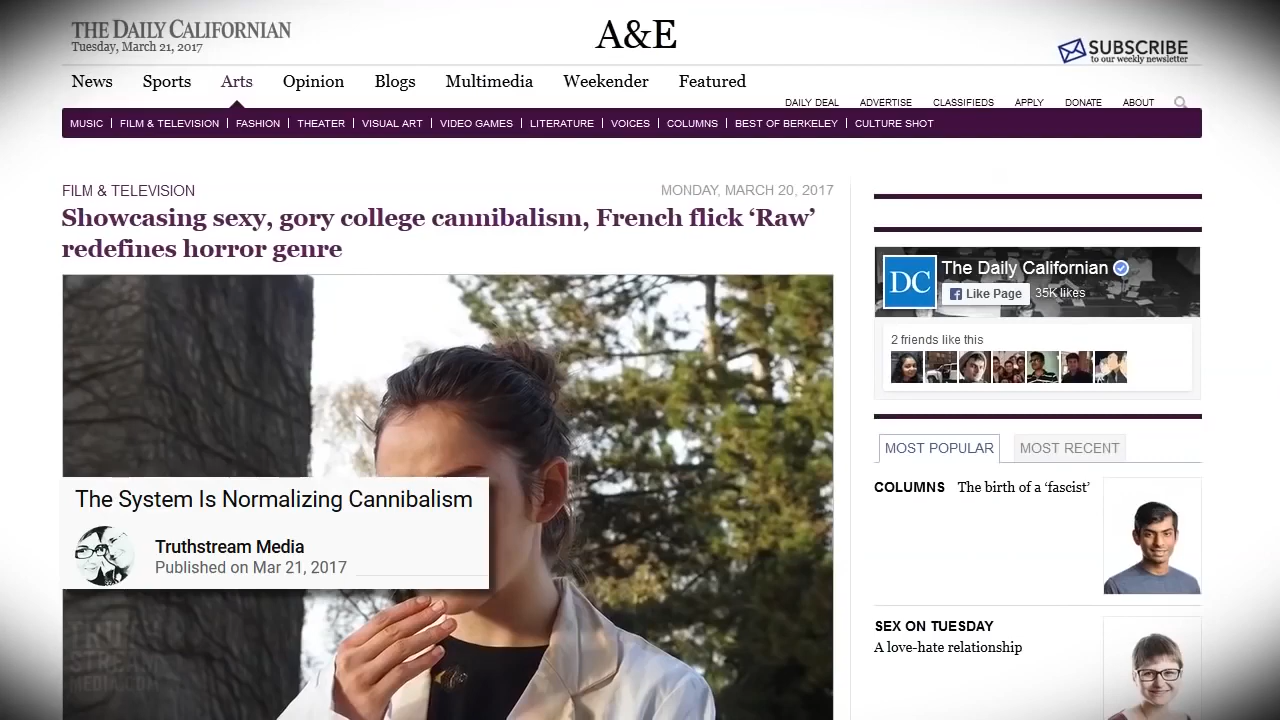 THE DAILY CALIFORNIAN
Tuesday, March 21, 2017
A&E
SUBSCRIBE
to our weekly newsletter
News Sports Arts Opinion Blogs Multimedia Weekender Featured
DAILY DEAL ADVERTISE CLASSIFIEDS APPLY DONATE ABOUT
MUSIC FILM & TELEVISION FASHION THEATER VISUAL ART VIDEO GAMES LITERATURE VOICES COLUMNS BEST OF BERKELEY CULTURE SHOT
FILM & TELEVISION MONDAY, MARCH 20, 2017
Showcasing sexy, gory college cannibalism, French flick ‘Raw’
redefines horror genre
The System Is Normalizing Cannibalism
Truthstream Media
Published on Mar 21, 2017
TRUTH
STREAM
MEDIA.COM
DC
The Daily Californian
Like Page 35K likes
2 friends like this
MOST POPULAR MOST RECENT
COLUMNS The birth of a ‘fascist’
SEX ON TUESDAY
A love-hate relationship